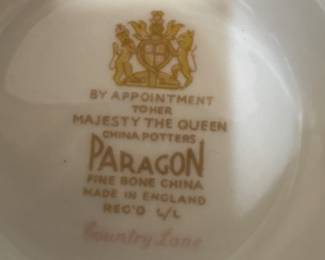 BY APPOINTMENT
TO HER
MAJESTY THE QUEEN
CHINA POTTERS
PARAGON
FINE BONE CHINA
MADE IN ENGLAND
REG'D
Country Lane